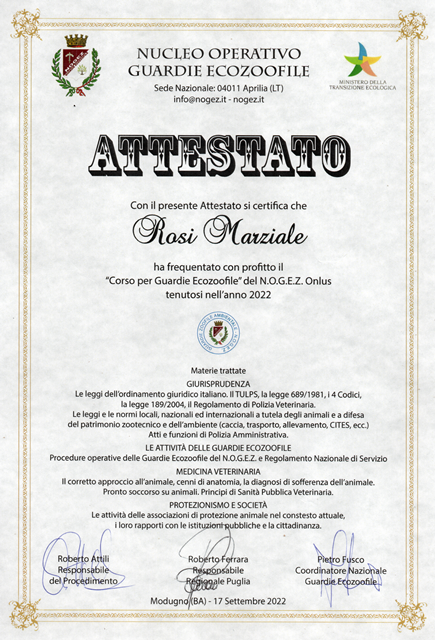 NUCLEO OPERATIVO
GUARDIE ECOZOOFILE
Sede Nazionale: 04011 Aprilia (LT)
info@nogez.it - nogez.it
MINISTERO DELLA
TRANSIZIONE ECOLOGICA
ATTESTATO
Con il presente Attestato si certifica che
Rosi Marziale
ha frequentato con profitto il
“Corso per Guardie Ecozoofile” del N.O.G.E.Z. Onlus
tenutosi nell’anno 2022
Materie trattate
GIURISPRUDENZA
Le leggi dell’ordinamento giuridico italiano. Il TULPS, la legge 689/1981, i 4 Codici,
la legge 189/2004, il Regolamento di Polizia Veterinaria.
Le leggi e le normi locali, nazionali ed internazionali a tutela degli animali e a difesa
del patrimonio zootecnico e dell’ambiente (caccia, trasporto, allevamento, CITES, ecc.)
Atti e funzioni di Polizia Amministrativa.
LE ATTIVITÀ DELLE GUARDIE ECOZOOFILE
Procedure operative delle Guardie Ecozoofile del N.O.G.E.Z. e Regolamento Nazionale di Servizio
MEDICINA VETERINARIA
Il corretto approccio all’animale, cenni di anatomia, la diagnosi di sofferenza dell’animale.
Pronto soccorso su animali. Principi di Sanità Pubblica Veterinaria.
PROTEZIONISMO E SOCIETÀ
Le attività delle associazioni di protezione animale nel constesto attuale,
i loro rapporti con le istituzioni pubbliche e la cittadinanza.
Roberto Attili Roberto Ferrara Pietro Fusco
Responsabile Responsabile Coordinatore Nazionale
del Procedimento Regionale Puglia Guardie Ecozoofile
Modugno (BA) - 17 Settembre 2022